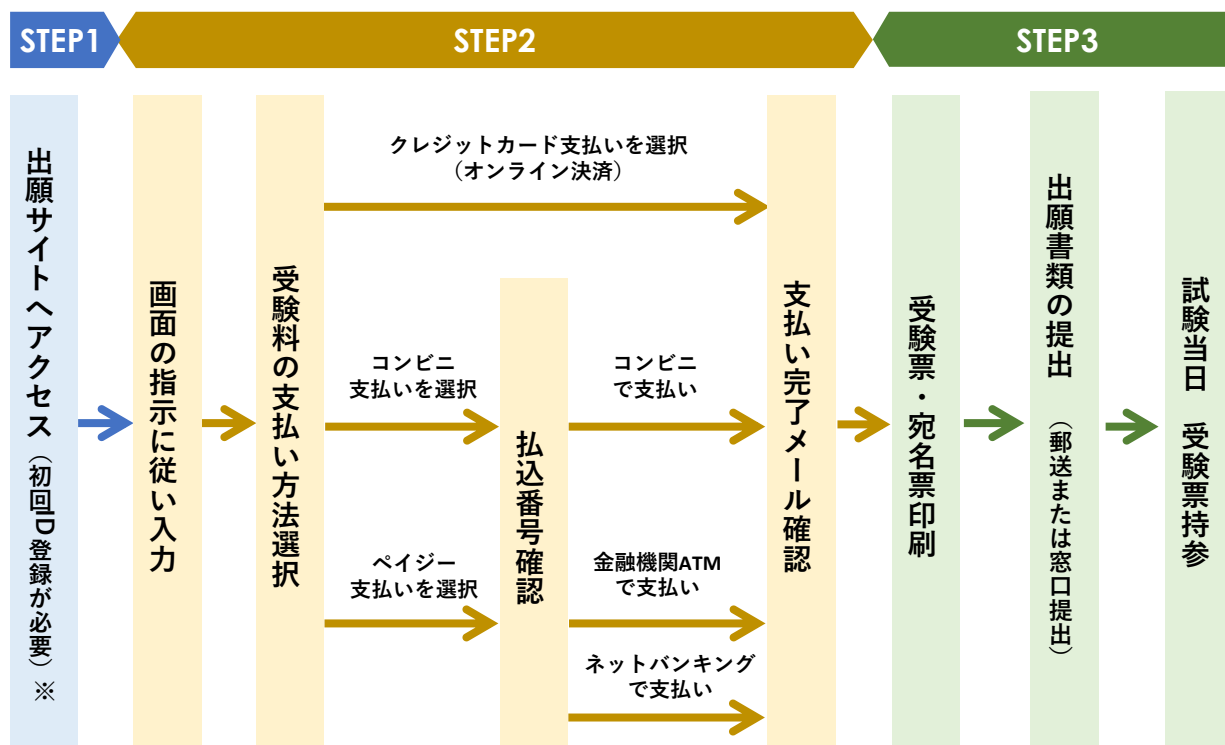 STEP1
STEP2
STEP3
出願サイトへアクセス（初回ID登録が必要）※
画面の指示に従い入力
受験料の支払い方法選択
クレジットカード支払いを選択
（オンライン決済）
コンビニ
支払いを選択
ペイジー
支払いを選択
払込番号確認
コンビニ
で支払い
金融機関ATM
で支払い
ネットバンキング
で支払い
支払い完了メール確認
受験票・宛名票印刷
出願書類の提出（郵送または窓口提出）
試験当日　受験票持参